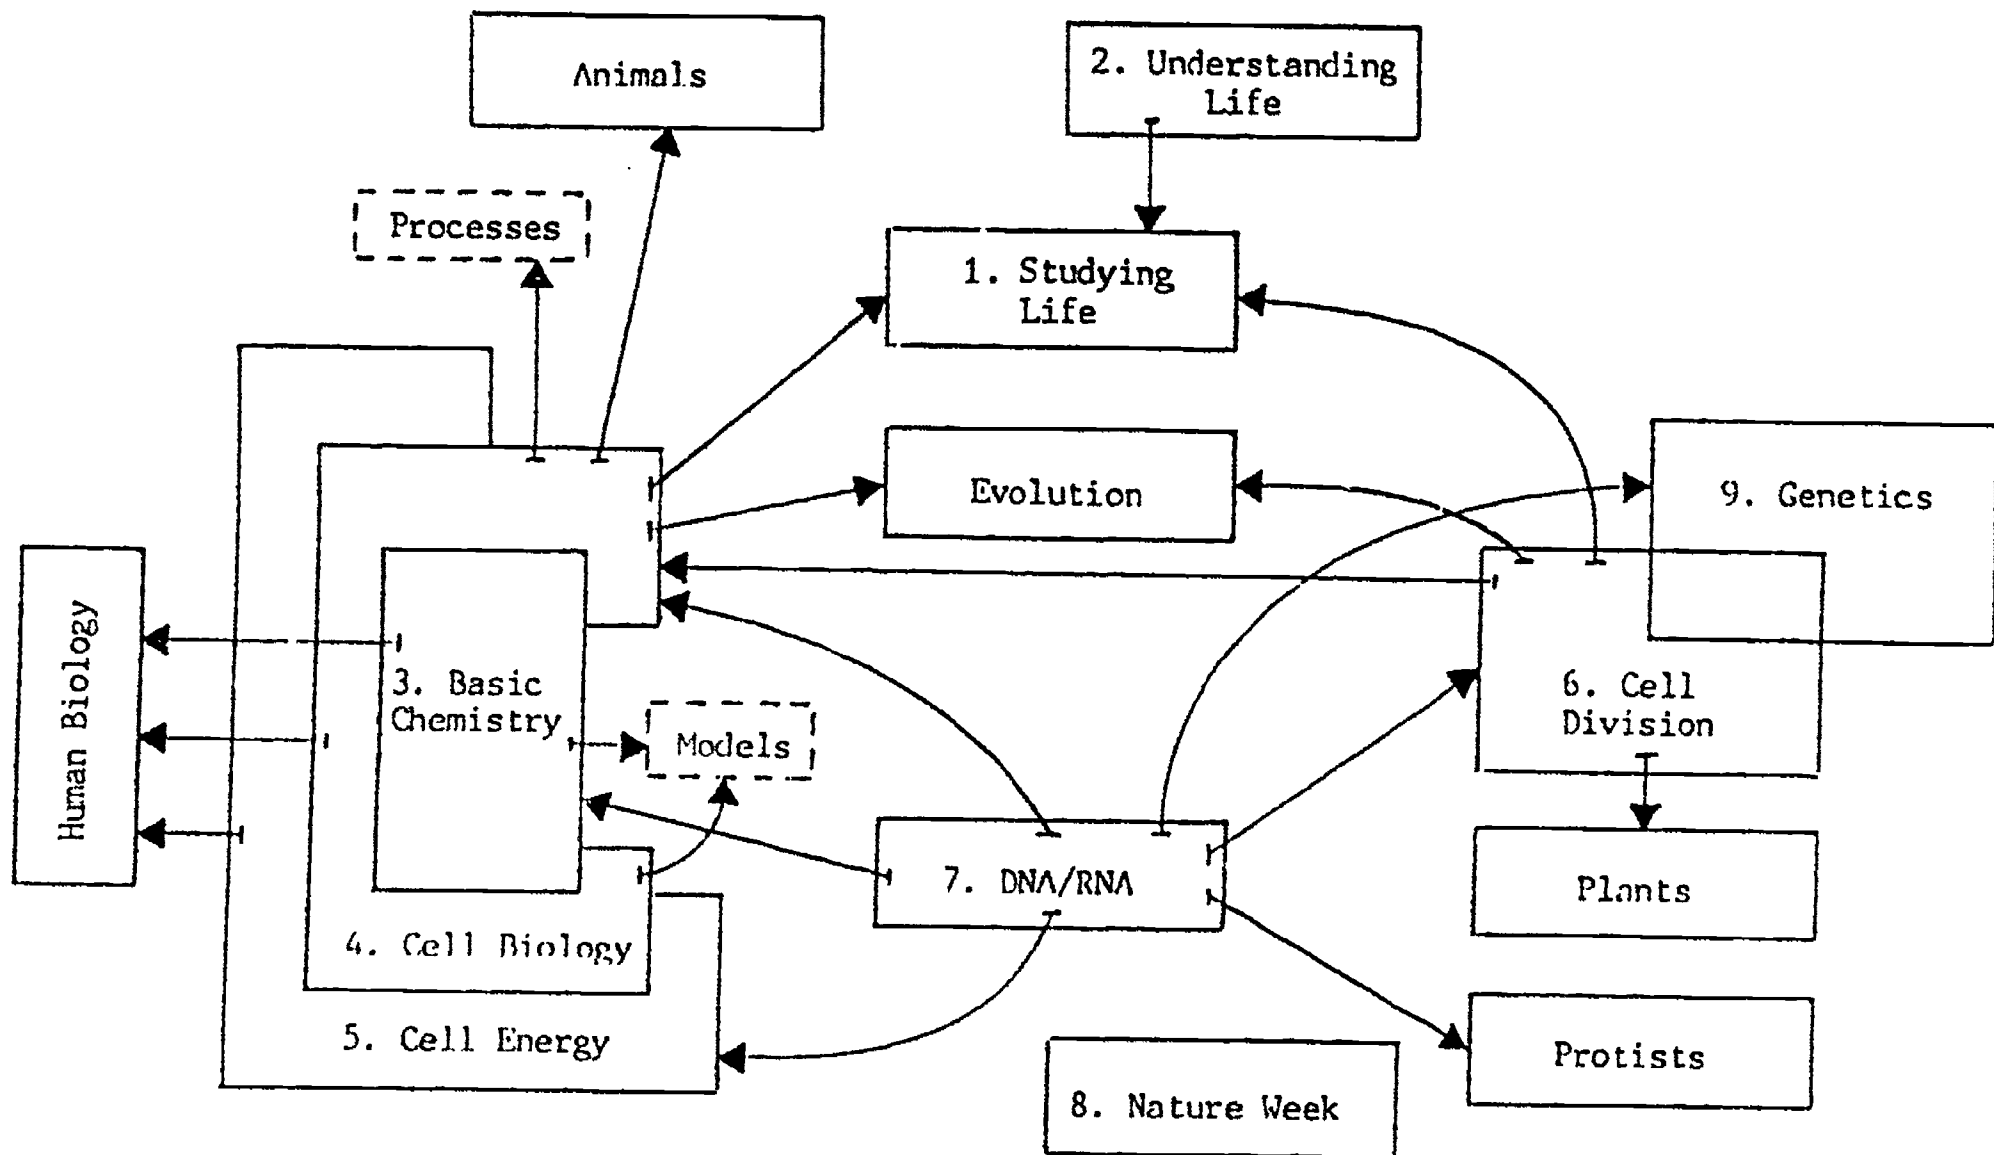 Animals
2. Understanding
Life
Processes
1. Studying
Life
Evolution
9. Genetics
Human Biology
3. Basic
Chemistry
Models
6. Cell
Division
7. DNA/RNA
Plants
4. Cell Biology
5. Cell Energy
Protists
8. Nature Week